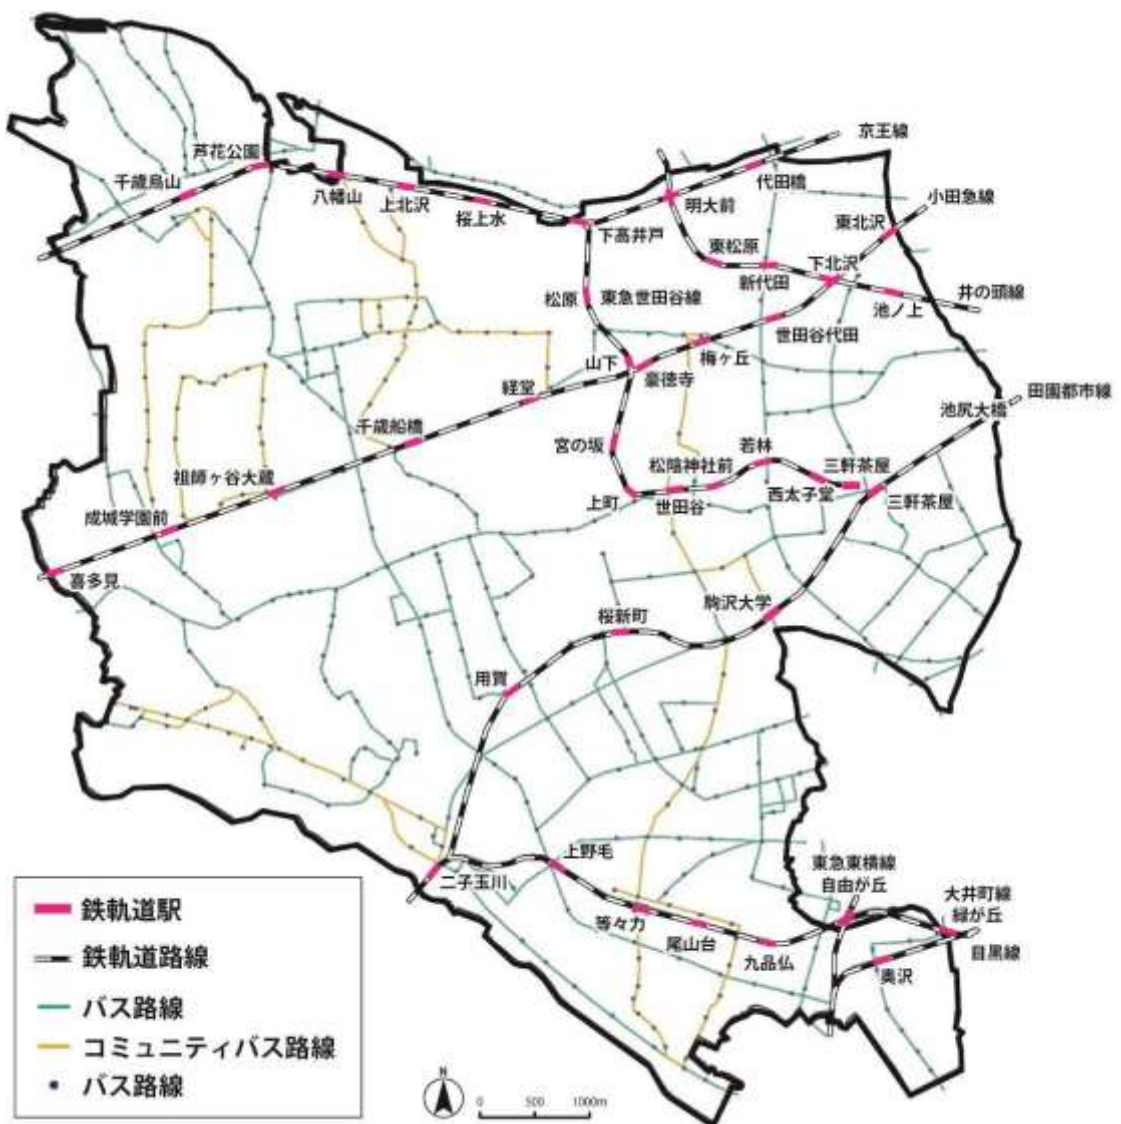 京王線
芦花公園
代田橋
千歳烏山
八幡山
上北沢
明大前
小田急線
桜上水
東北沢
下高井戸
東松原
下北沢
新代田
井の頭線
松原
東急世田谷線
池ノ上
世田谷代田
山下
梅ヶ丘
豪徳寺
経堂
田園都市線
池尻大橋
千歳船橋
宮の坂
若林
松陰神社前
三軒茶屋
祖師ヶ谷大蔵
西太子堂
上町
世田谷
三軒茶屋
成城学園前
喜多見
駒沢大学
桜新町
用賀
上野毛
東急東横線
自由が丘
二子玉川
大井町線
緑が丘
等々力
尾山台
九品仏
目黒線
奥沢
鉄軌道駅
鉄軌道路線
バス路線
コミュニティバス路線
バス路線
N
0 500 1000m